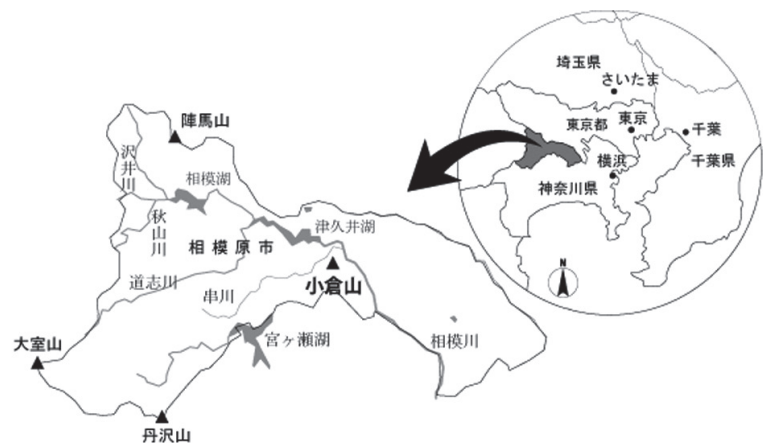 埼玉県
さいたま
東京都
東京
千葉
千葉県
横浜
神奈川県
N
陣馬山
沢井川
相模湖
秋山川
相模原市
津久井湖
道志川
串川
小倉山
大室山
宮ヶ瀬湖
相模川
丹沢山